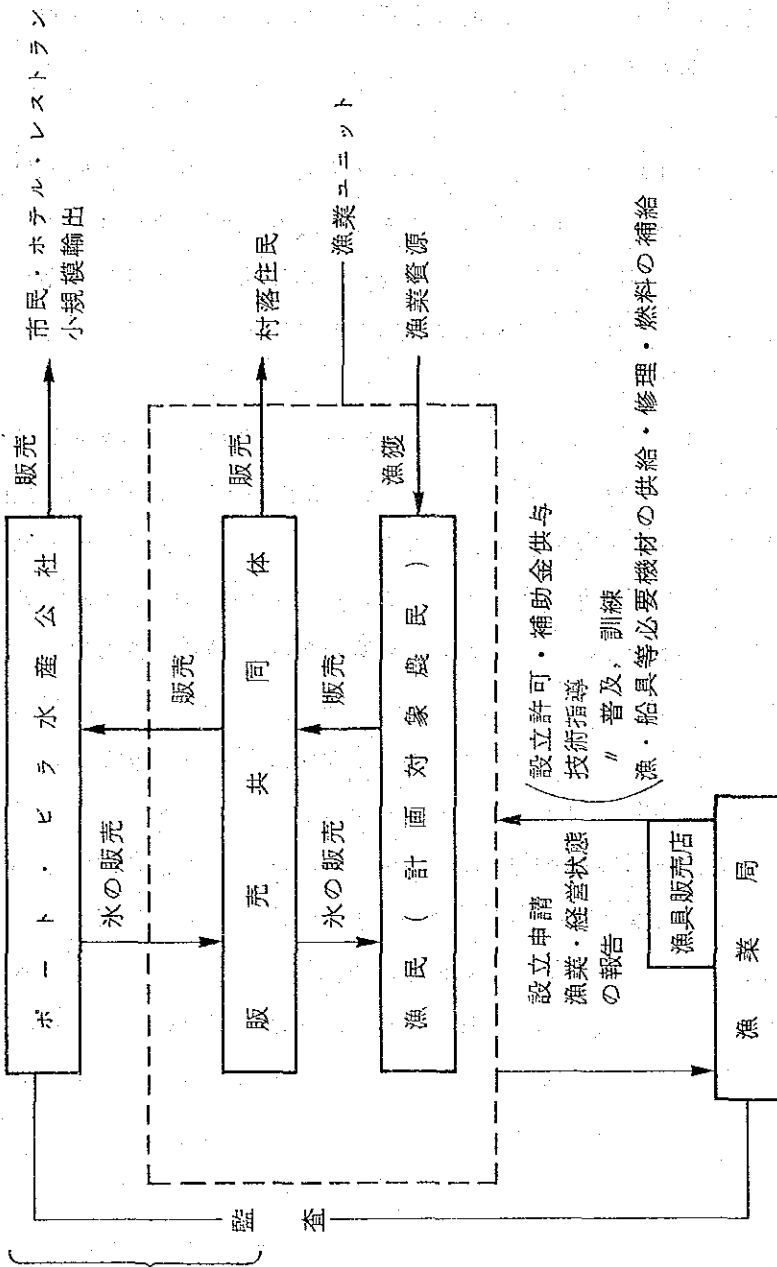 市民・ホテル・レストラン
小規模輸出
販売
ポート・ビラ水産公社
氷の販売
販売
漁業ユニット
村落住民
販売
販売共同体
氷の販売
販売
漁業資源
漁獲
漁民(計画対象農民)
設立申請
漁業・経営状態
の報告
設立許可・補助金供与
技術指導
〃 普及,訓練
漁・船具等必要機材の供給・修理・燃料の補給
漁具販売店
漁業局
監査